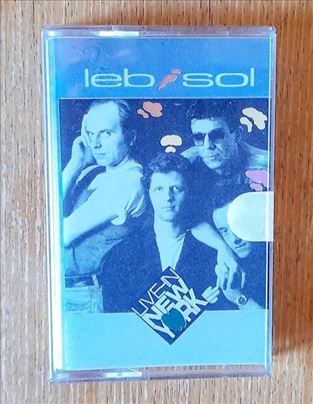 leb sol
LIVE IN
NEW
YORK